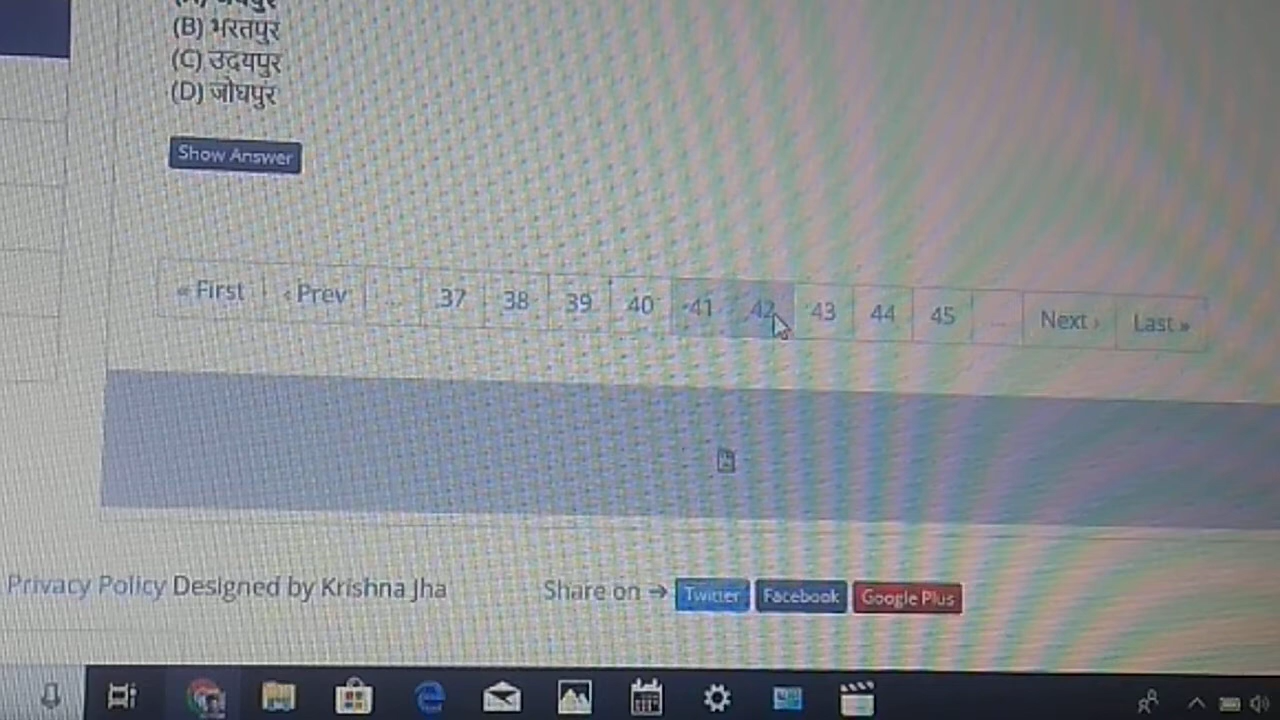 (B) भरतपुर
(C) उदयपुर
(D) जोघपुर
Show Answer
« First ‹ Prev ... 37 38 39 40 41 42 43 44 45 ... Next › Last »
Privacy Policy Designed by Krishna Jha Share on → Twitter Facebook Google Plus